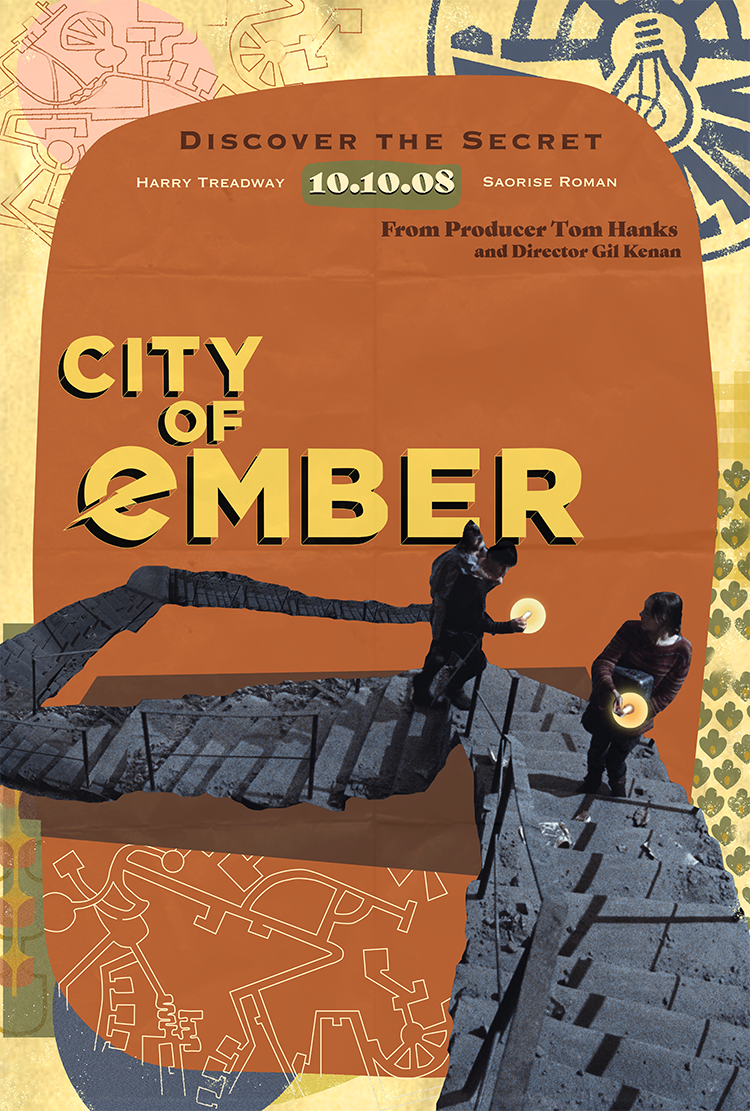 Discover the Secret
Harry Treadway 10.10.08 Saorise Roman
From Producer Tom Hanks
and Director Gil Kenan
CITY
OF
eMBER